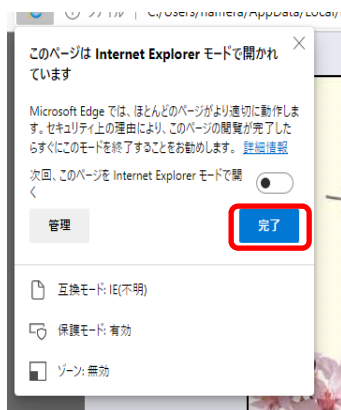 ファイル | C:/Users/hamera/AppData/Local/
このページは Internet Explorer モードで開かれ
ています
Microsoft Edge では、ほとんどのページがより適切に動作しま
す。セキュリティ上の理由により、このページの閲覧が完了した
らすぐにこのモードを終了することをお勧めします。 詳細情報
次回、このページを Internet Explorer モードで開
く
管理
完了
互換モード: IE(不明)
保護モード: 有効
ゾーン: 無効